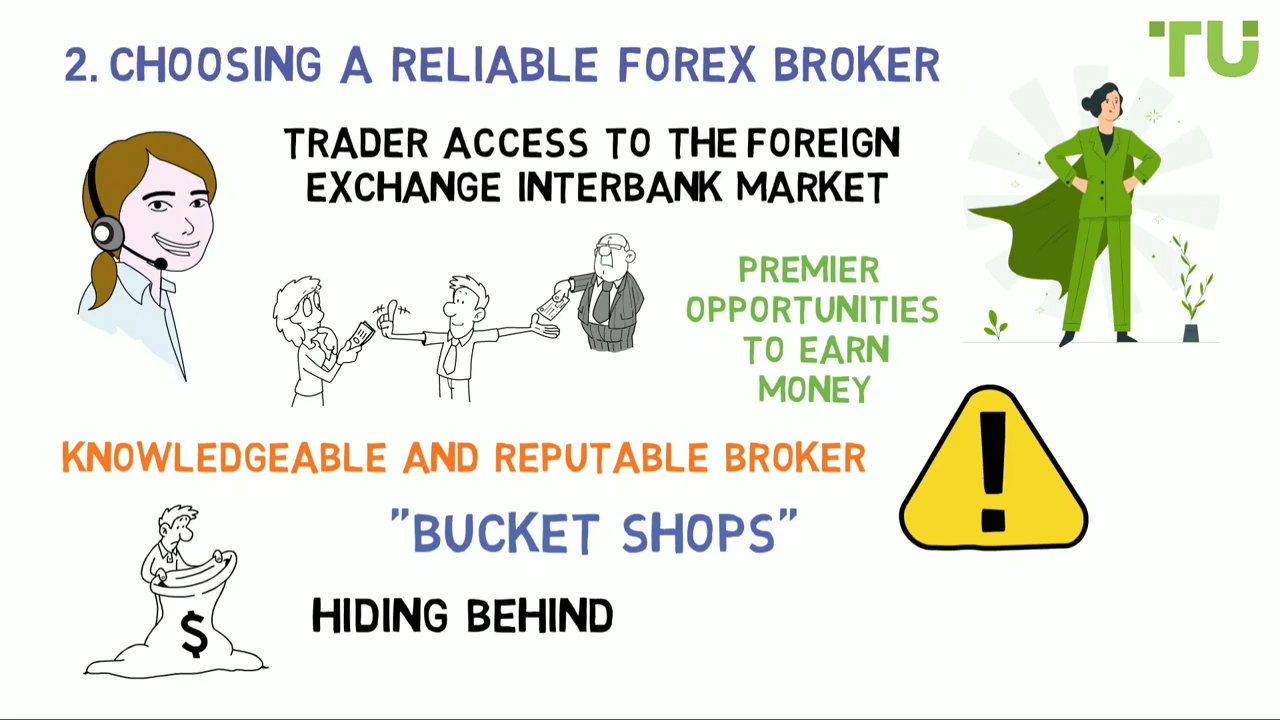 TU
2. CHOOSING A RELIABLE FOREX BROKER
TRADER ACCESS TO THE FOREIGN
EXCHANGE INTERBANK MARKET
PREMIER
OPPORTUNITIES
TO EARN
MONEY
KNOWLEDGEABLE AND REPUTABLE BROKER
"BUCKET SHOPS"
HIDING BEHIND
$